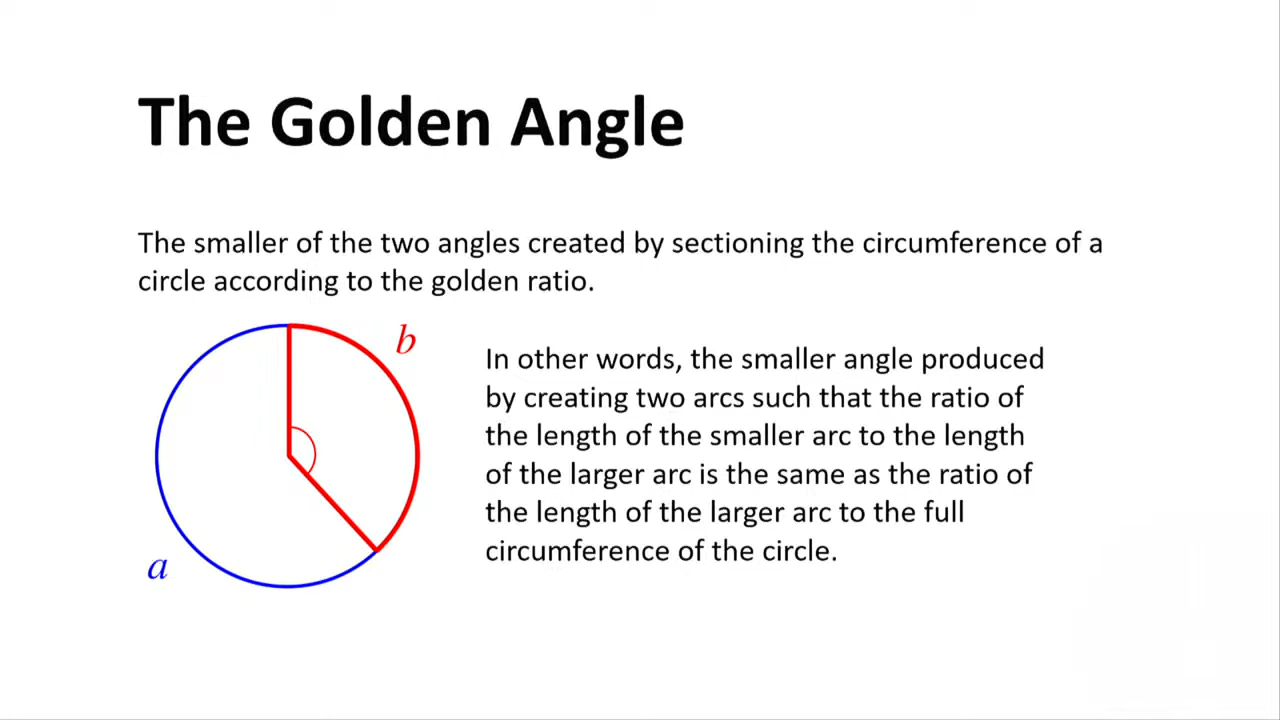 The Golden Angle
The smaller of the two angles created by sectioning the circumference of a
circle according to the golden ratio.
b
In other words, the smaller angle produced
by creating two arcs such that the ratio of
the length of the smaller arc to the length
of the larger arc is the same as the ratio of
the length of the larger arc to the full
circumference of the circle.
a